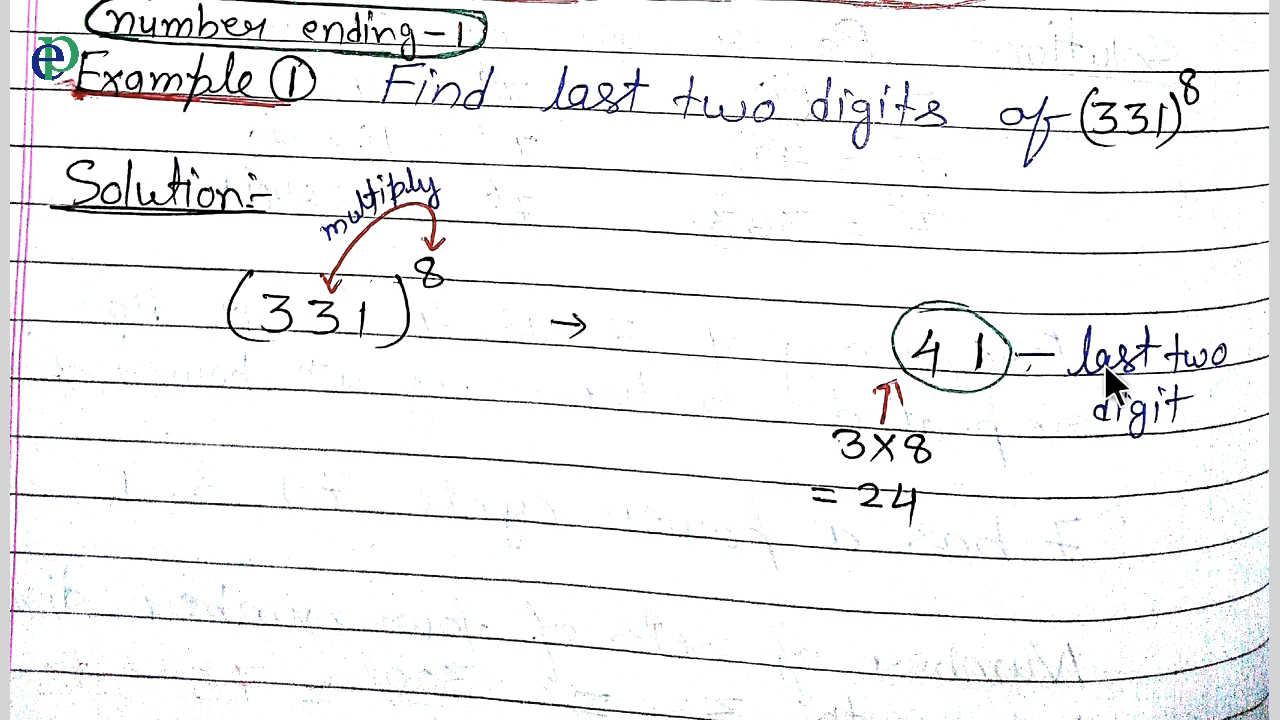 number ending-1
ep
Example ① Find last two digits of (331)⁸
Solution:-
multiply
(331)⁸ → 41 — last two
digit
3×8
= 24